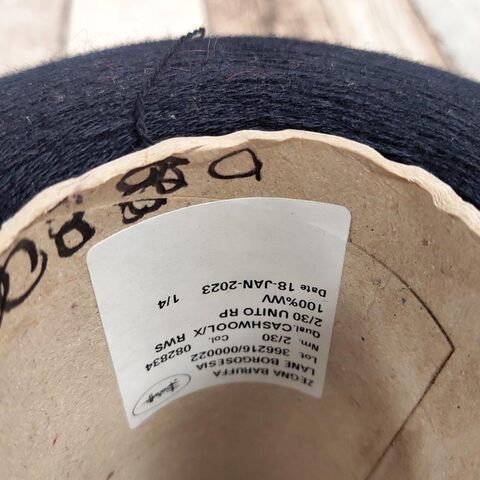 ZEGNA BARUFFA
LANE BORGOSESIA
Lot. 366216/0000022 082834
Nm. 2/30 Col.
Qual.CASHWOOL/X RWS
2/30 UNITO RP
100%WV 1/4
Date 18-JAN-2023